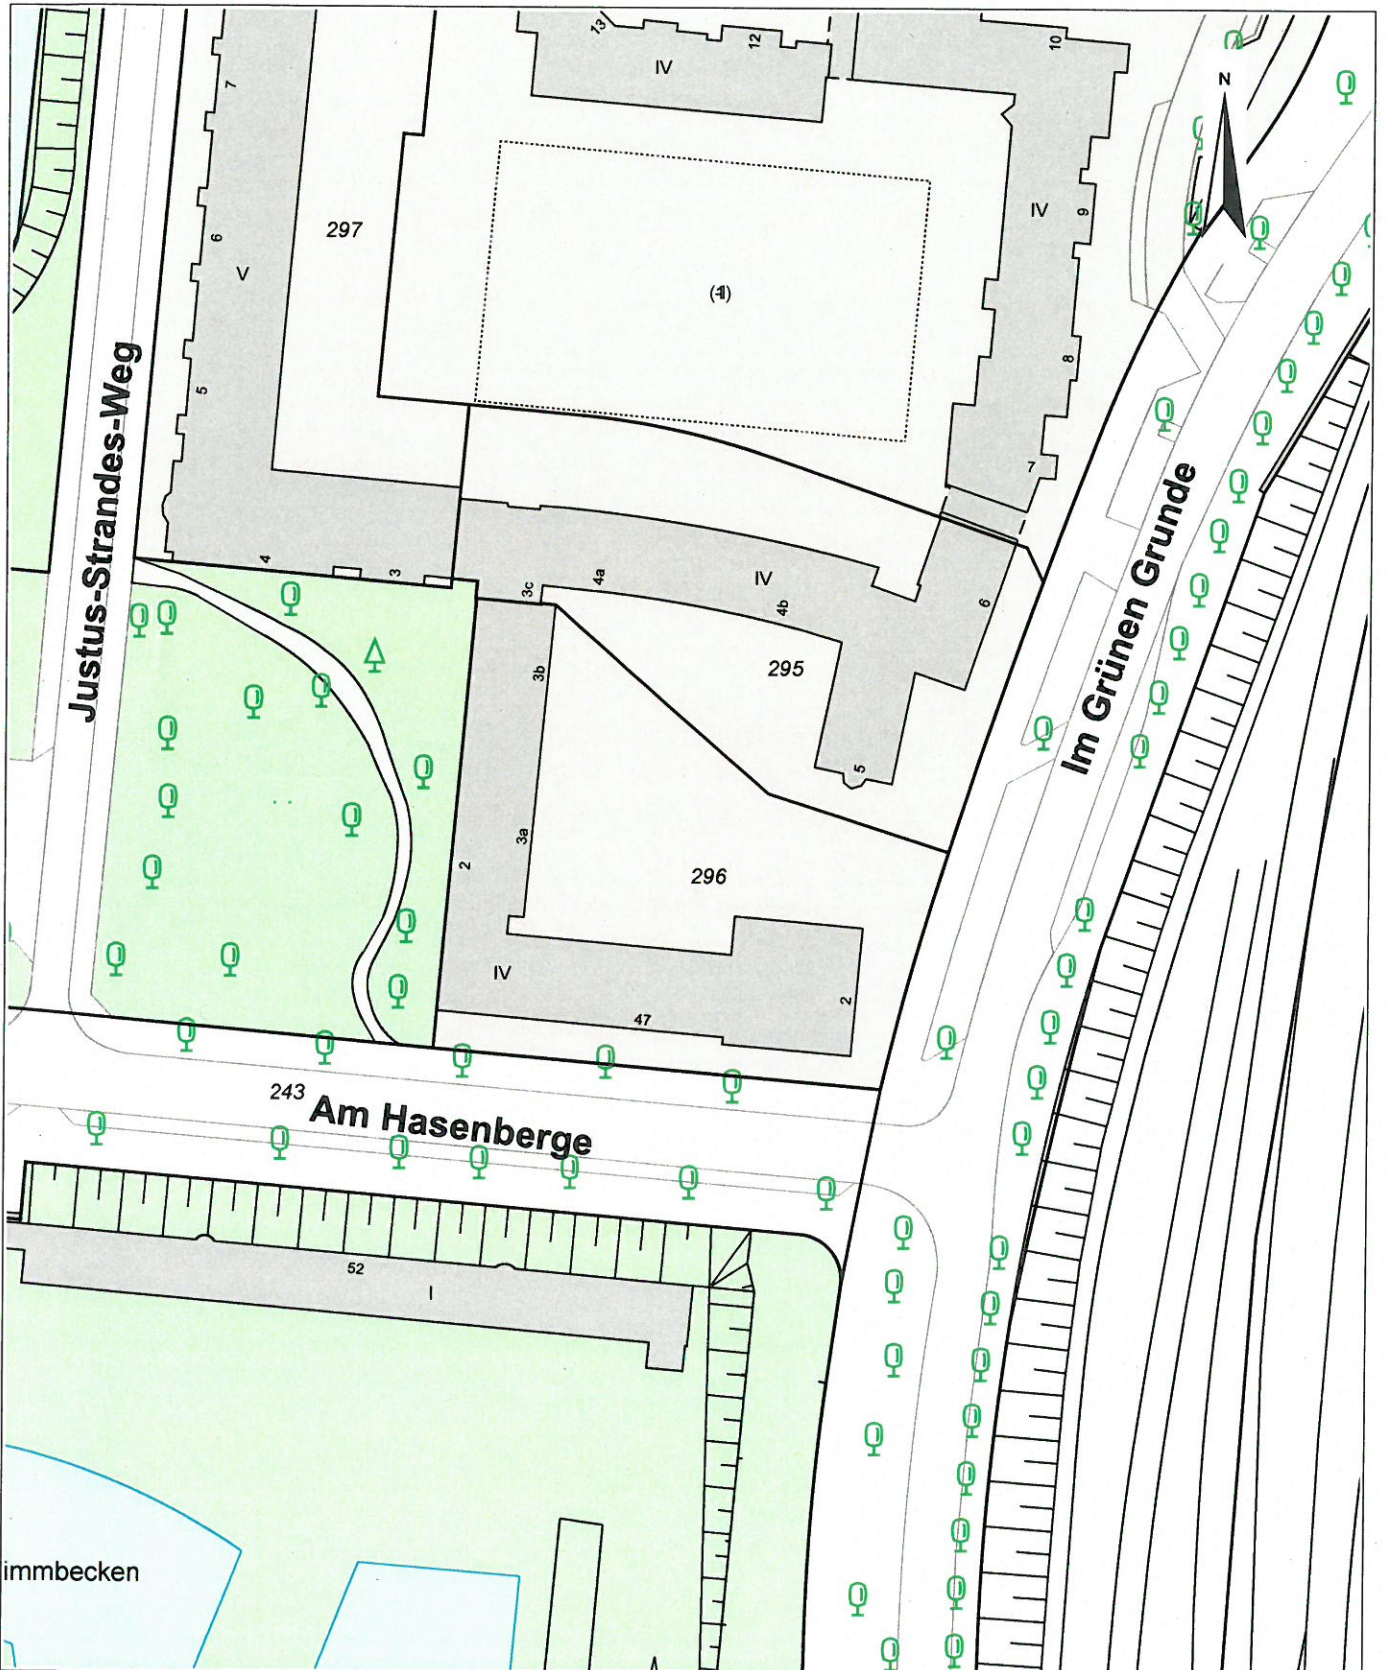 13
12
10
N
IV
7
297
IV
9
6
V
(-1)
8
5
Justus-Strandes-Weg
7
Im Grünen Grunde
4
3
3c
4a
IV
4b
6
3b
295
5
3a
2
296
IV
2
47
243
Am Hasenberge
52
I
immbecken